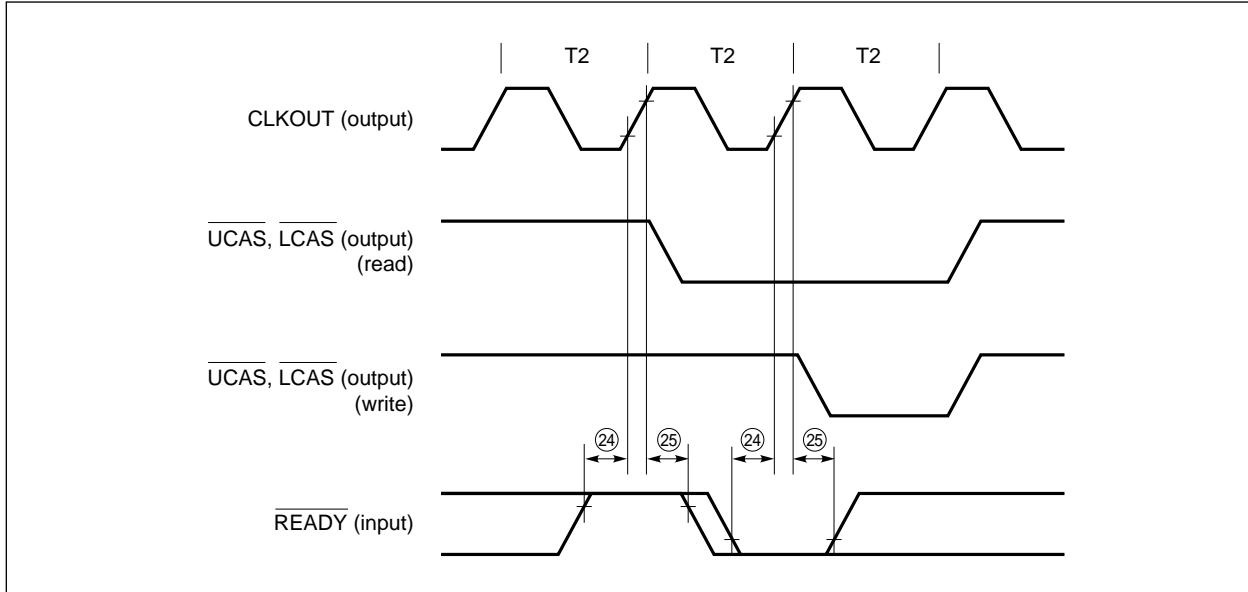 T2 T2 T2
CLKOUT (output)
UCAS, LCAS (output)
(read)
UCAS, LCAS (output)
(write)
24 25 24 25
READY (input)